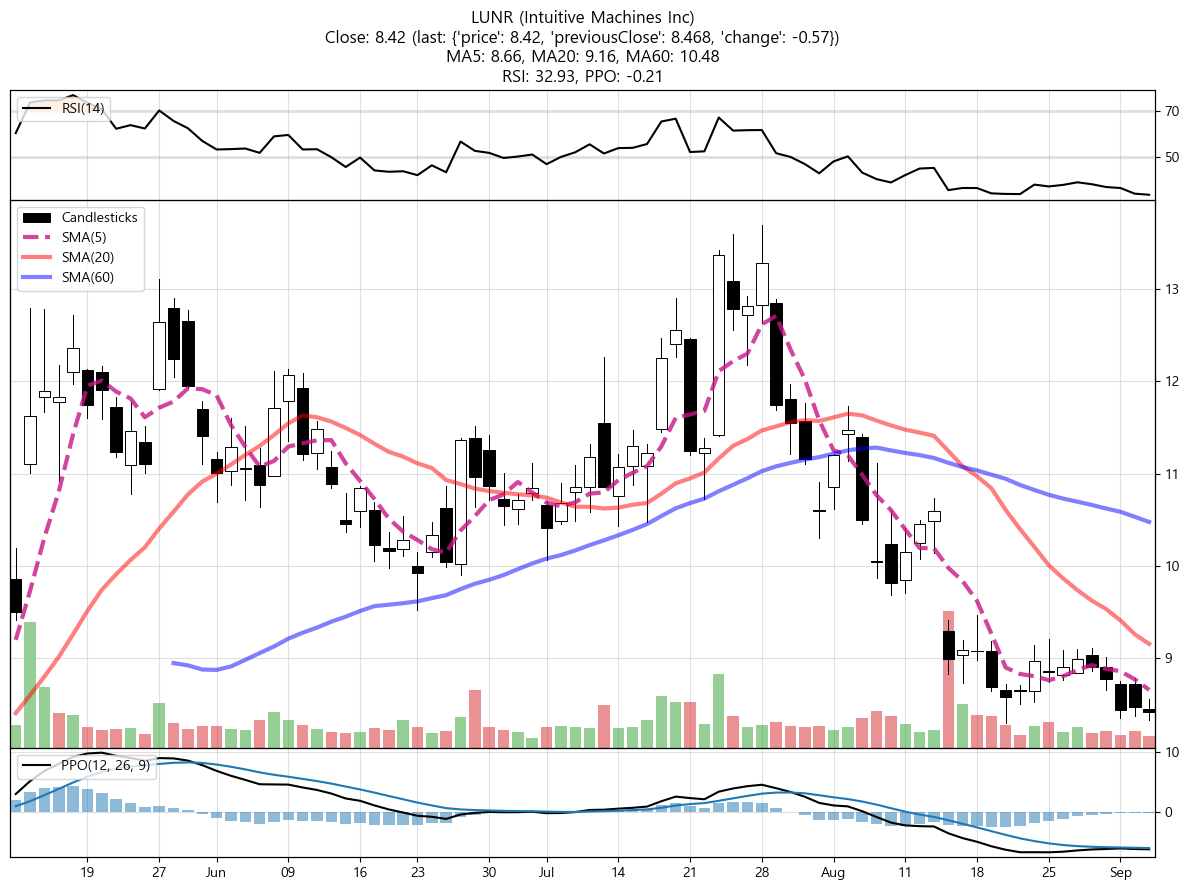 LUNR (Intuitive Machines Inc)
Close: 8.42 (last: {'price': 8.42, 'previousClose': 8.468, 'change': -0.57})
MA5: 8.66, MA20: 9.16, MA60: 10.48
RSI: 32.93, PPO: -0.21
RSI(14)
70
50
Candlesticks
SMA(5)
SMA(20)
SMA(60)
13
12
11
10
9
PPO(12, 26, 9)
10
0
19 27 Jun 09 16 23 30 Jul 14 21 28 Aug 11 18 25 Sep